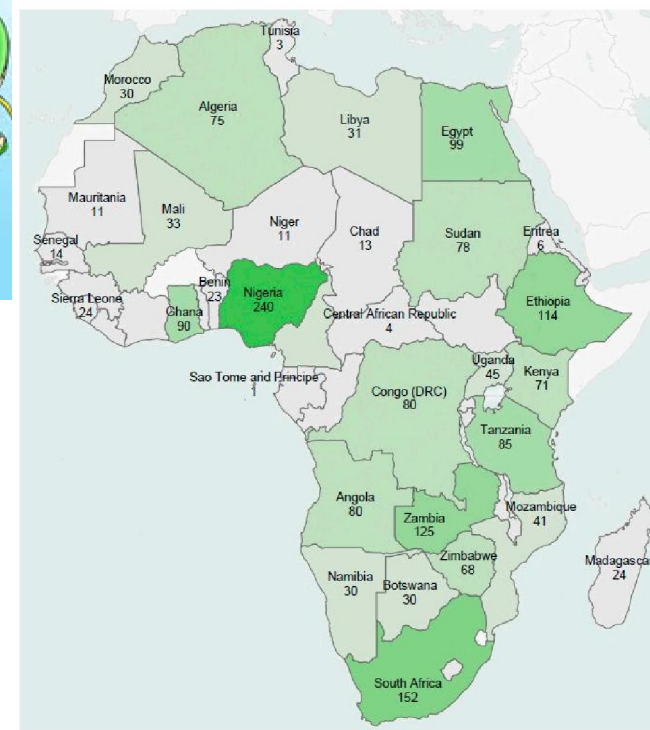 Tunisia
3
Morocco
30
Algeria
75
Libya
31
Egypt
99
Mauritania
11
Mali
33
Niger
11
Chad
13
Sudan
78
Eritrea
6
Senegal
14
Sierra Leone
24
Ghana
90
Benin
23
Nigeria
240
Central African Republic
4
Ethiopia
114
Sao Tome and Principe
1
Congo (DRC)
80
Uganda
45
Kenya
71
Tanzania
85
Angola
80
Zambia
125
Mozambique
41
Zimbabwe
68
Namibia
30
Botswana
30
Madagasca
24
South Africa
152